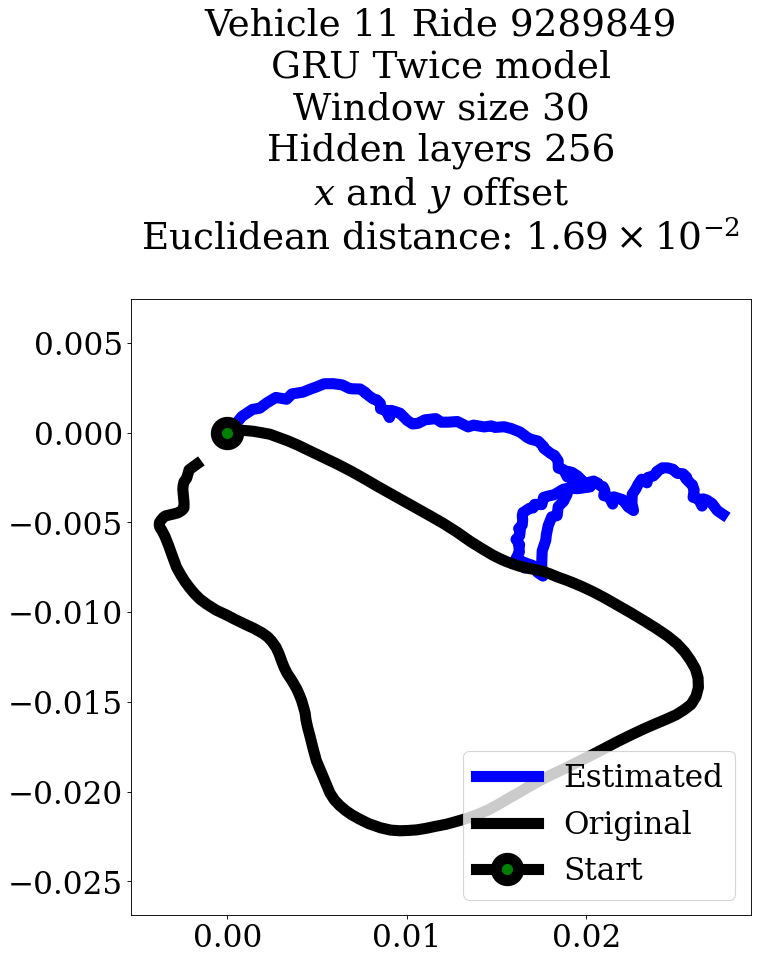 Vehicle 11 Ride 9289849
GRU Twice model
Window size 30
Hidden layers 256
x and y offset
Euclidean distance: 1.69 × 10⁻²
0.005
0.000
−0.005
−0.010
−0.015
−0.020
−0.025
Estimated
Original
Start
0.00
0.01
0.02